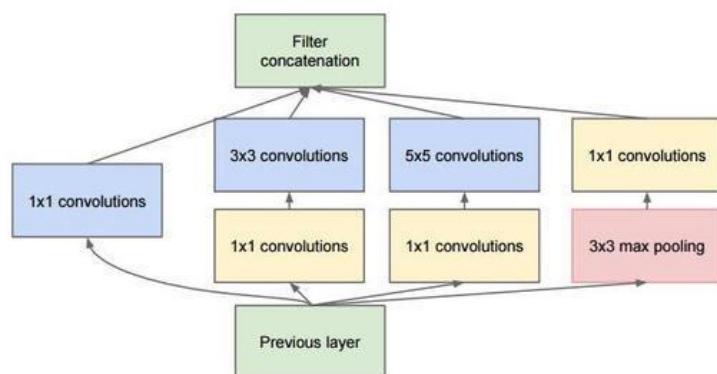 Filter
concatenation
3x3 convolutions
5x5 convolutions
1x1 convolutions
1x1 convolutions
1x1 convolutions
1x1 convolutions
3x3 max pooling
Previous layer